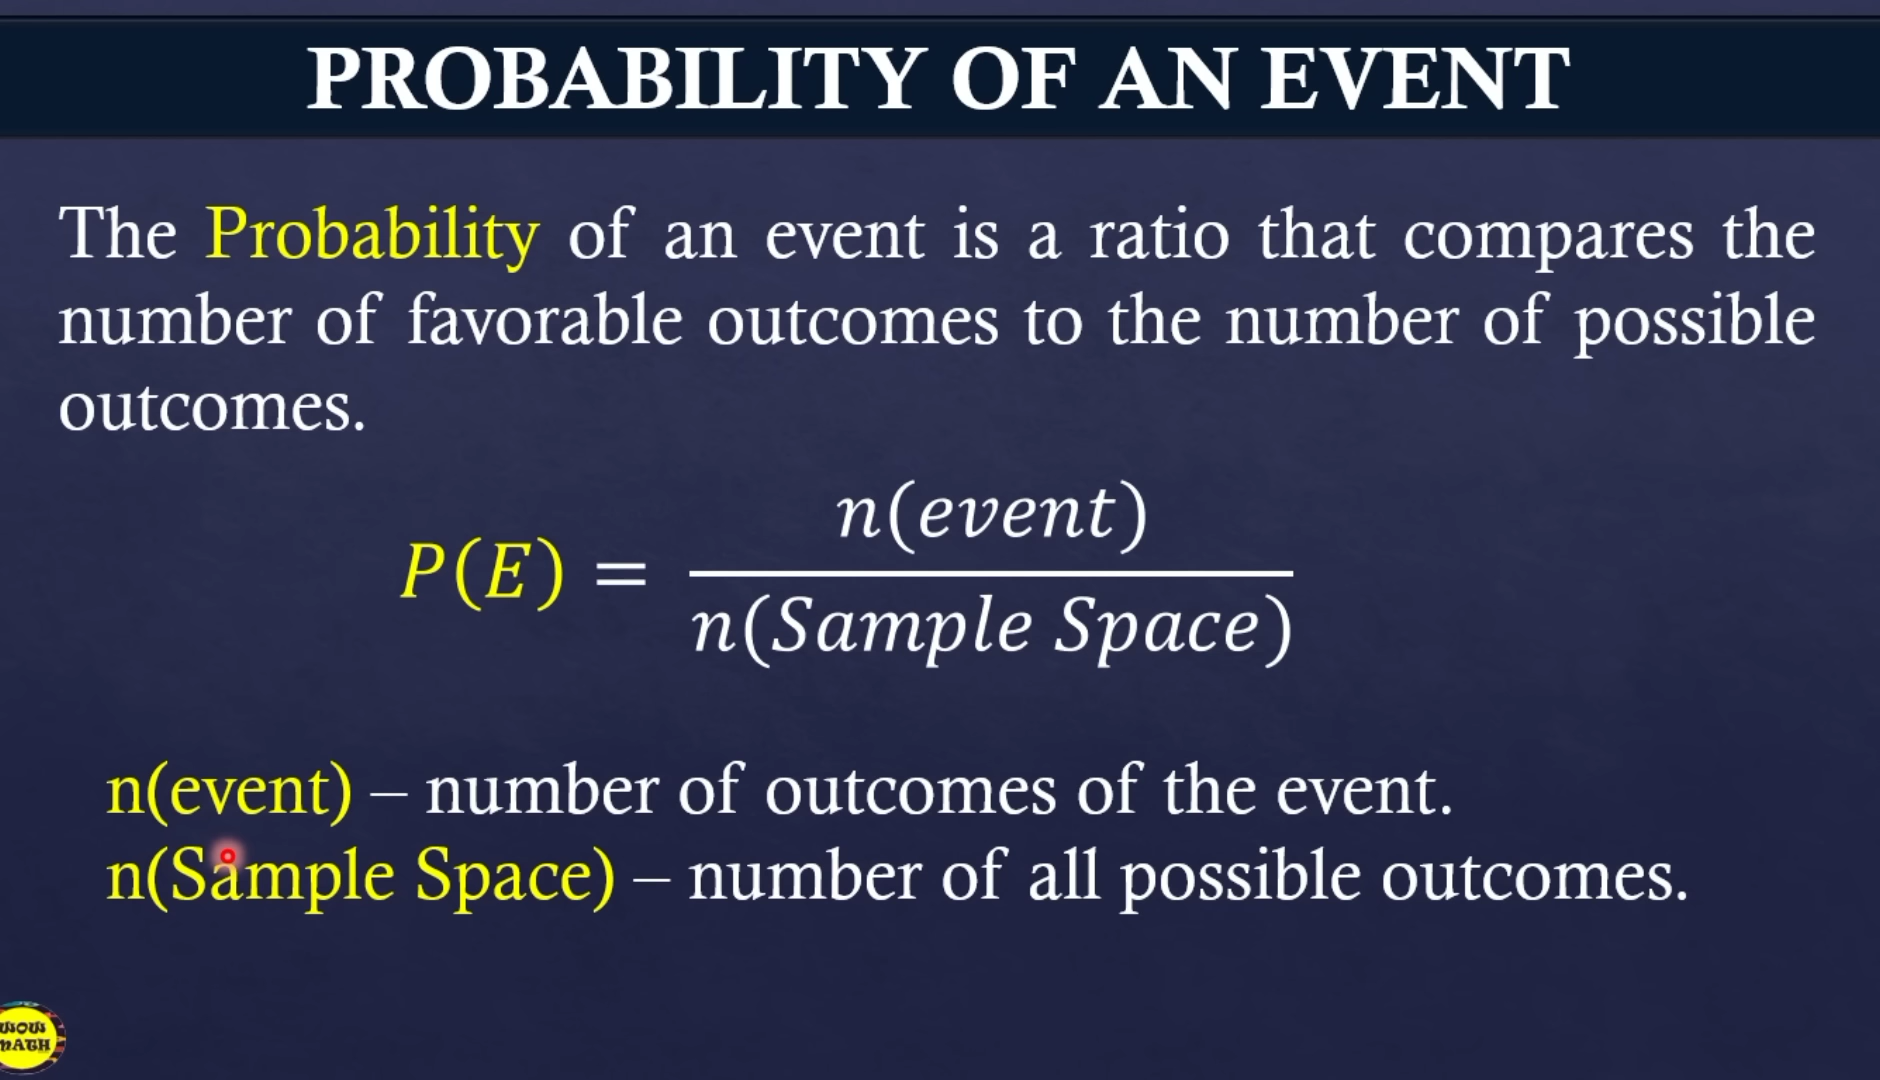 PROBABILITY OF AN EVENT
The Probability of an event is a ratio that compares the
number of favorable outcomes to the number of possible
outcomes.
P(E) = n(event) / n(Sample Space)
n(event) – number of outcomes of the event.
n(Sample Space) – number of all possible outcomes.
WOW
MATH